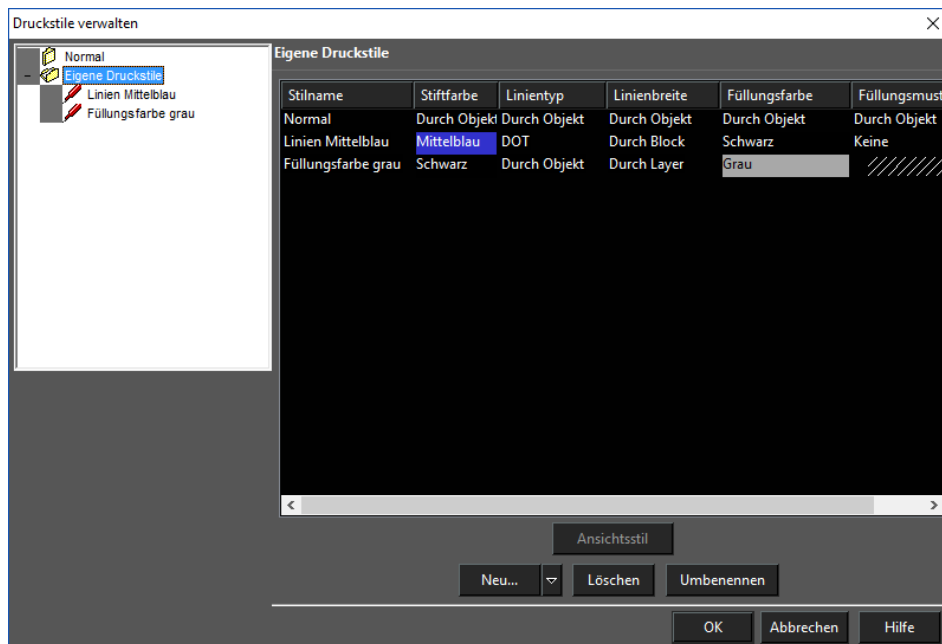 Druckstile verwalten
Normal
Eigene Druckstile
Linien Mittelblau
Füllungsfarbe grau
Eigene Druckstile
Stilname Stiftfarbe Linientyp Linienbreite Füllungsfarbe Füllungsmust
Normal Durch Objekt Durch Objekt Durch Objekt Durch Objekt Durch Objekt
Linien Mittelblau Mittelblau DOT Durch Block Schwarz Keine
Füllungsfarbe grau Schwarz Durch Objekt Durch Layer Grau
Ansichtsstil
Neu... Löschen Umbenennen
OK Abbrechen Hilfe